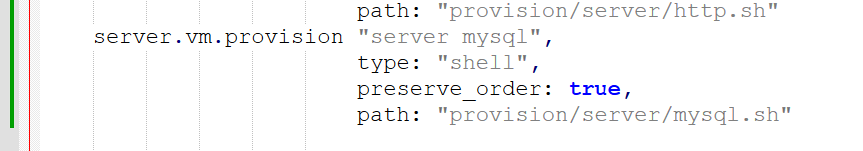 path: "provision/server/http.sh"
server.vm.provision "server mysql",
type: "shell",
preserve_order: true,
path: "provision/server/mysql.sh"